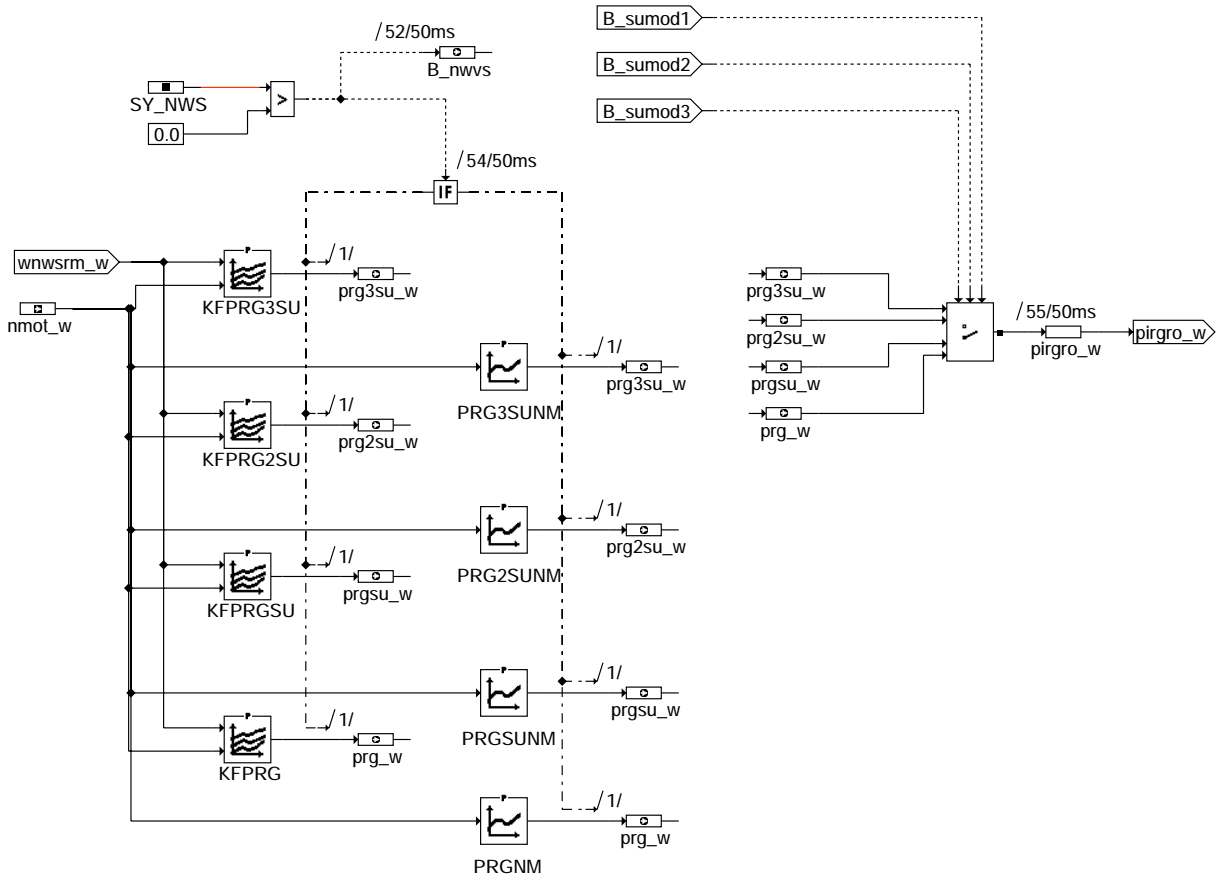 B_sumod1
/52/50ms
B_nwvs
B_sumod2
SY_NWS
>
0.0
B_sumod3
/54/50ms
IF
wnwsrm_w
P
/1/
KFPRG3SU
prg3su_w
nmot_w
prg3su_w
/55/50ms
pirgro_w
pirgro_w
prg2su_w
P
/1/
PRG3SUNM
prg3su_w
prgsu_w
P
/1/
KFPRG2SU
prg2su_w
prg_w
P
/1/
PRG2SUNM
prg2su_w
P
/1/
KFPRGSU
prgsu_w
P
/1/
PRGSUNM
prgsu_w
P
/1/
KFPRG
prg_w
P
/1/
PRGNM
prg_w